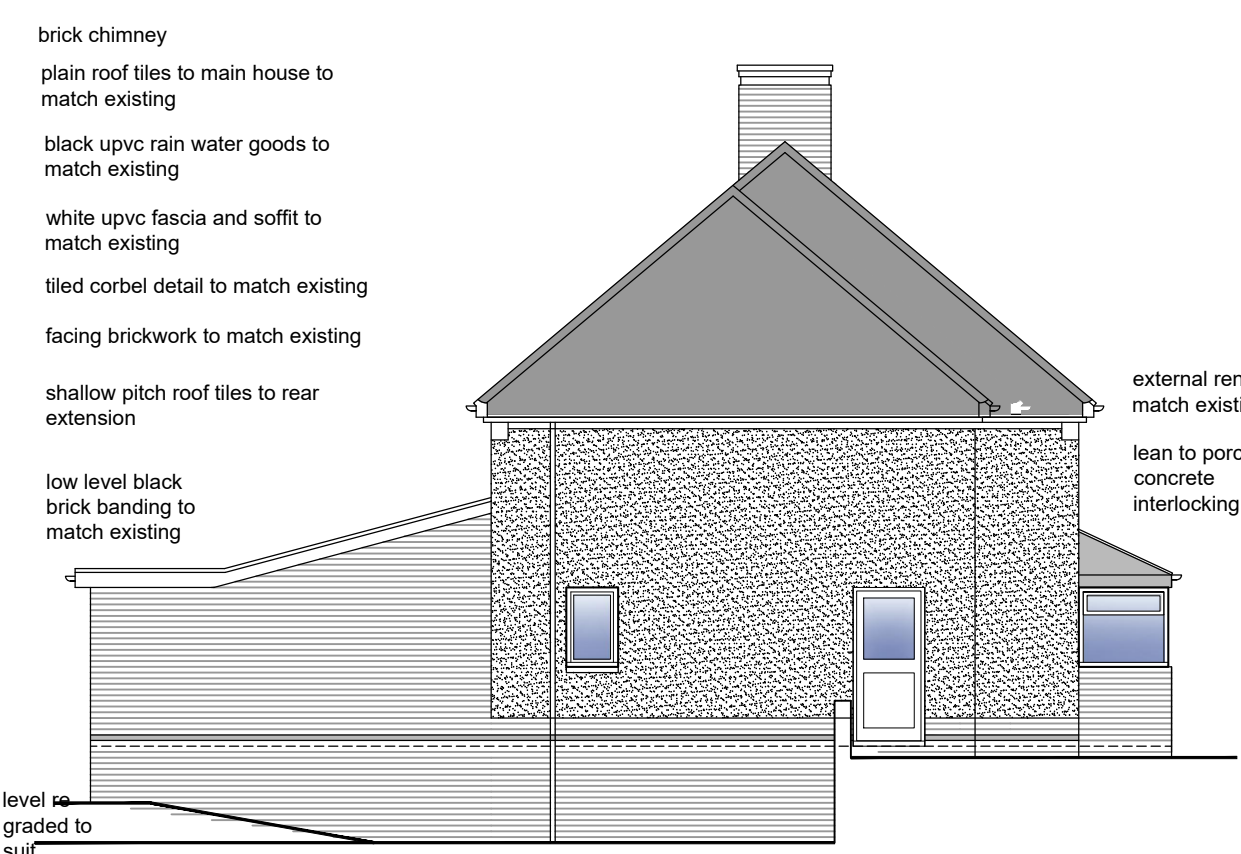 brick chimney
plain roof tiles to main house to
match existing
black upvc rain water goods to
match existing
white upvc fascia and soffit to
match existing
tiled corbel detail to match existing
facing brickwork to match existing
shallow pitch roof tiles to rear
extension
low level black
brick banding to
match existing
level re
graded to
suit
external
match
lean to
concrete
interlocking